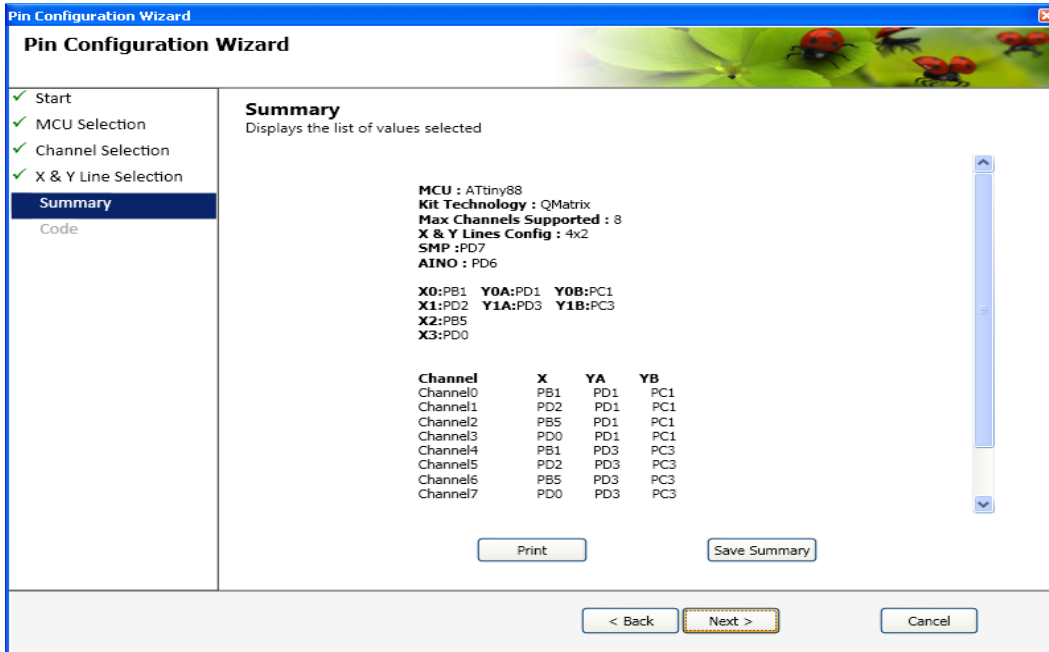 Pin Configuration Wizard
Pin Configuration Wizard
Start
MCU Selection
Channel Selection
X & Y Line Selection
Summary
Code
Summary
Displays the list of values selected
MCU : ATtiny88
Kit Technology : QMatrix
Max Channels Supported : 8
X & Y Lines Config : 4x2
SMP :PD7
AINO : PD6
X0:PB1 Y0A:PD1 Y0B:PC1
X1:PD2 Y1A:PD3 Y1B:PC3
X2:PB5
X3:PD0
Channel X YA YB
Channel0 PB1 PD1 PC1
Channel1 PD2 PD1 PC1
Channel2 PB5 PD1 PC1
Channel3 PD0 PD1 PC1
Channel4 PB1 PD3 PC3
Channel5 PD2 PD3 PC3
Channel6 PB5 PD3 PC3
Channel7 PD0 PD3 PC3
Print Save Summary
< Back Next > Cancel